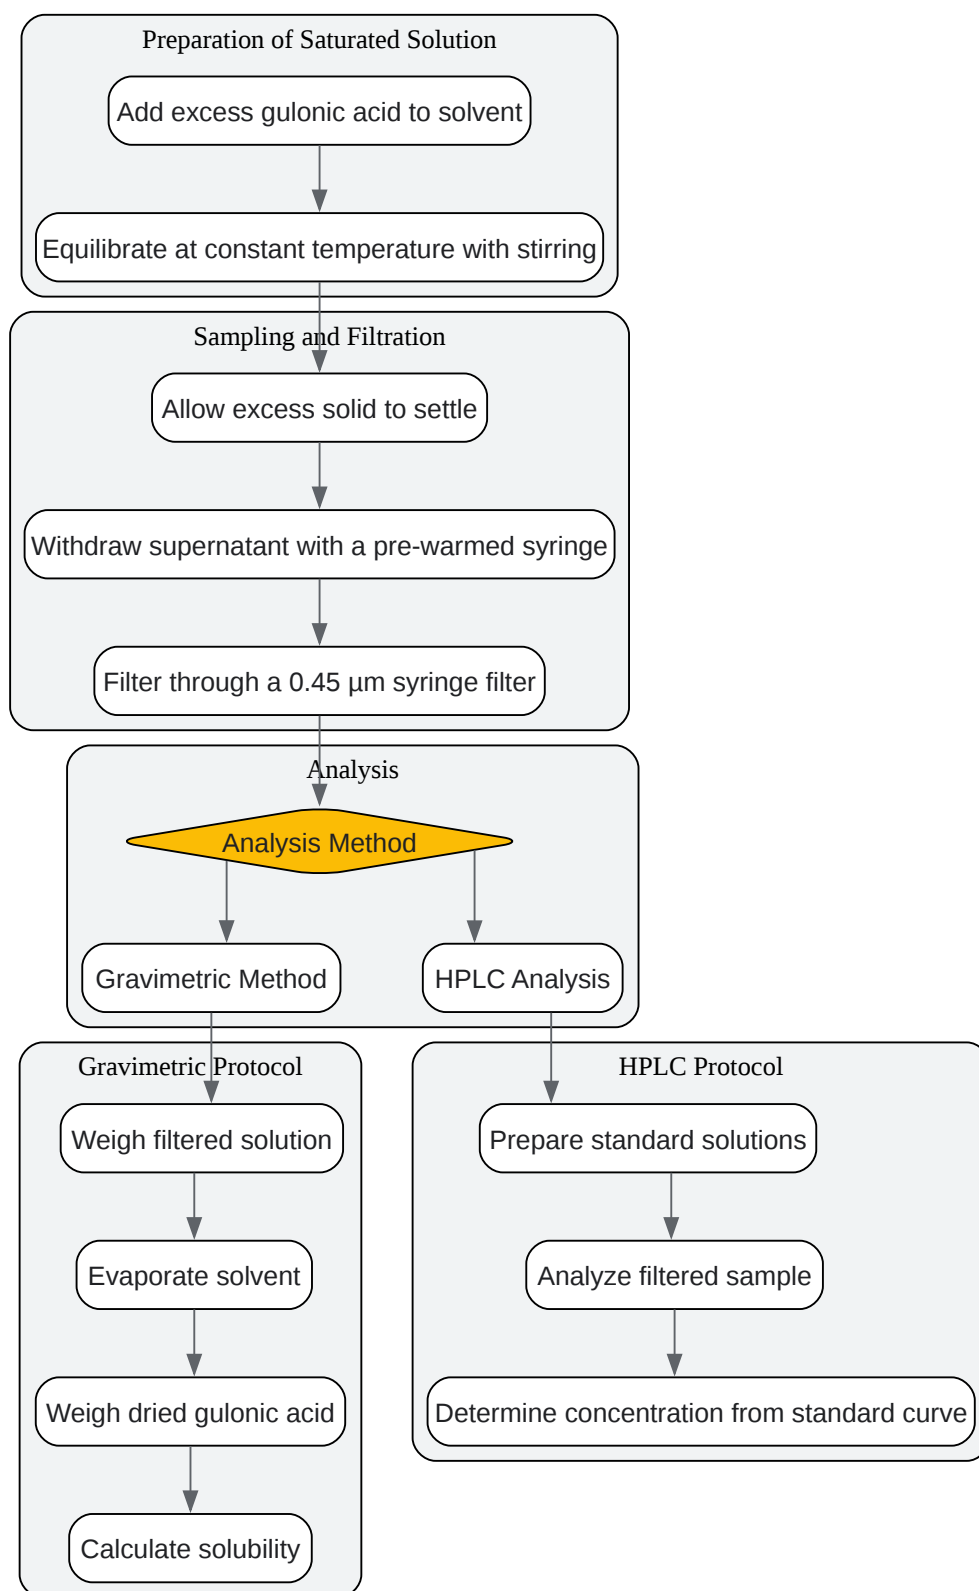 Preparation of Saturated Solution
Add excess gulonic acid to solvent
Equilibrate at constant temperature with stirring
Sampling and Filtration
Allow excess solid to settle
Withdraw supernatant with a pre-warmed syringe
Filter through a 0.45 µm syringe filter
Analysis
Analysis Method
Gravimetric Method
HPLC Analysis
Gravimetric Protocol
Weigh filtered solution
Evaporate solvent
Weigh dried gulonic acid
Calculate solubility
HPLC Protocol
Prepare standard solutions
Analyze filtered sample
Determine concentration from standard curve